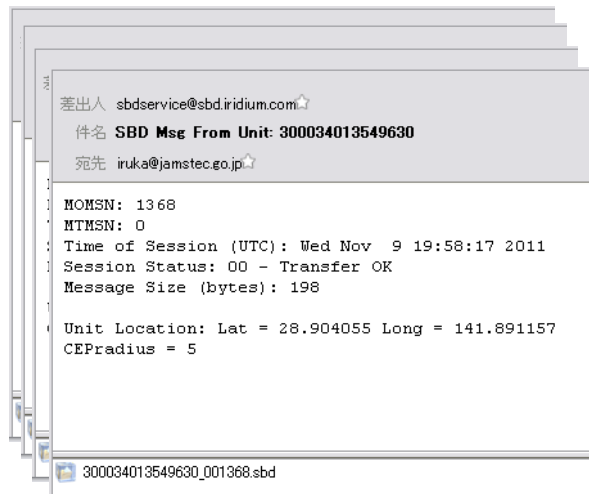 差出人 sbdservice@sbd.iridium.com
件名 SBD Msg From Unit: 300034013549630
宛先 iruka@jamstec.go.jp
MOMSN: 1368
MTMSN: 0
Time of Session (UTC): Wed Nov  9 19:58:17 2011
Session Status: 00 - Transfer OK
Message Size (bytes): 198
Unit Location: Lat = 28.904055 Long = 141.891157
CEPradius = 5
300034013549630_001368.sbd